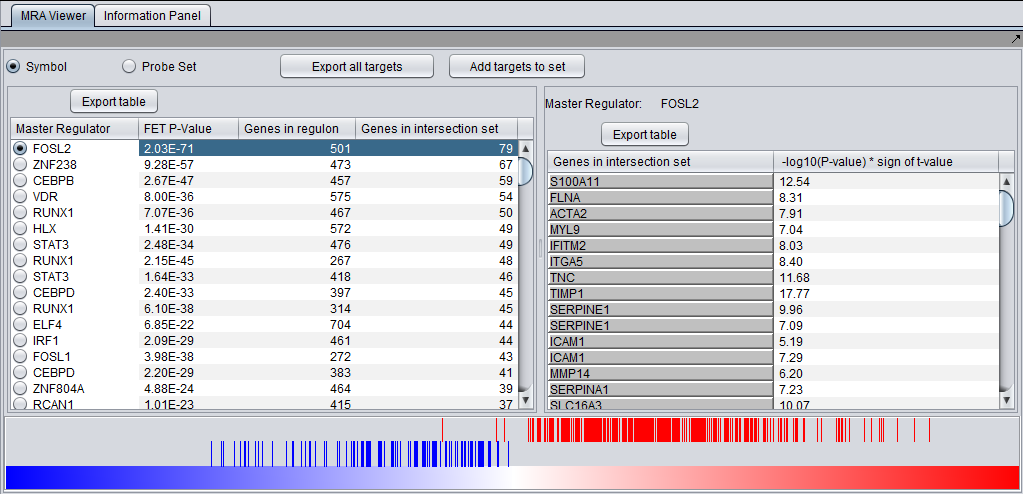 MRA Viewer Information Panel
Symbol Probe Set Export all targets Add targets to set
Export table
Master Regulator FET P-Value Genes in regulon Genes in intersection set
FOSL2 2.03E-71 501 79
ZNF238 9.28E-57 473 67
CEBPB 2.67E-47 457 59
VDR 8.00E-36 575 54
RUNX1 7.07E-36 467 50
HLX 1.41E-30 572 49
STAT3 2.48E-34 476 49
RUNX1 2.15E-45 267 48
STAT3 1.64E-33 418 46
CEBPD 2.40E-33 397 45
RUNX1 6.10E-38 314 45
ELF4 6.85E-22 704 44
IRF1 2.09E-29 461 44
FOSL1 3.98E-38 272 43
CEBPD 2.20E-29 383 41
ZNF804A 4.88E-24 464 39
RCAN1 1.01E-23 415 37
Master Regulator: FOSL2
Export table
Genes in intersection set -log10(P-value) * sign of t-value
S100A11 12.54
FLNA 8.31
ACTA2 7.91
MYL9 7.04
IFITM2 8.03
ITGA5 8.40
TNC 11.68
TIMP1 17.77
SERPINE1 9.96
SERPINE1 7.09
ICAM1 5.19
ICAM1 7.29
MMP14 6.20
SERPINA1 7.23
SLC16A3 10.07